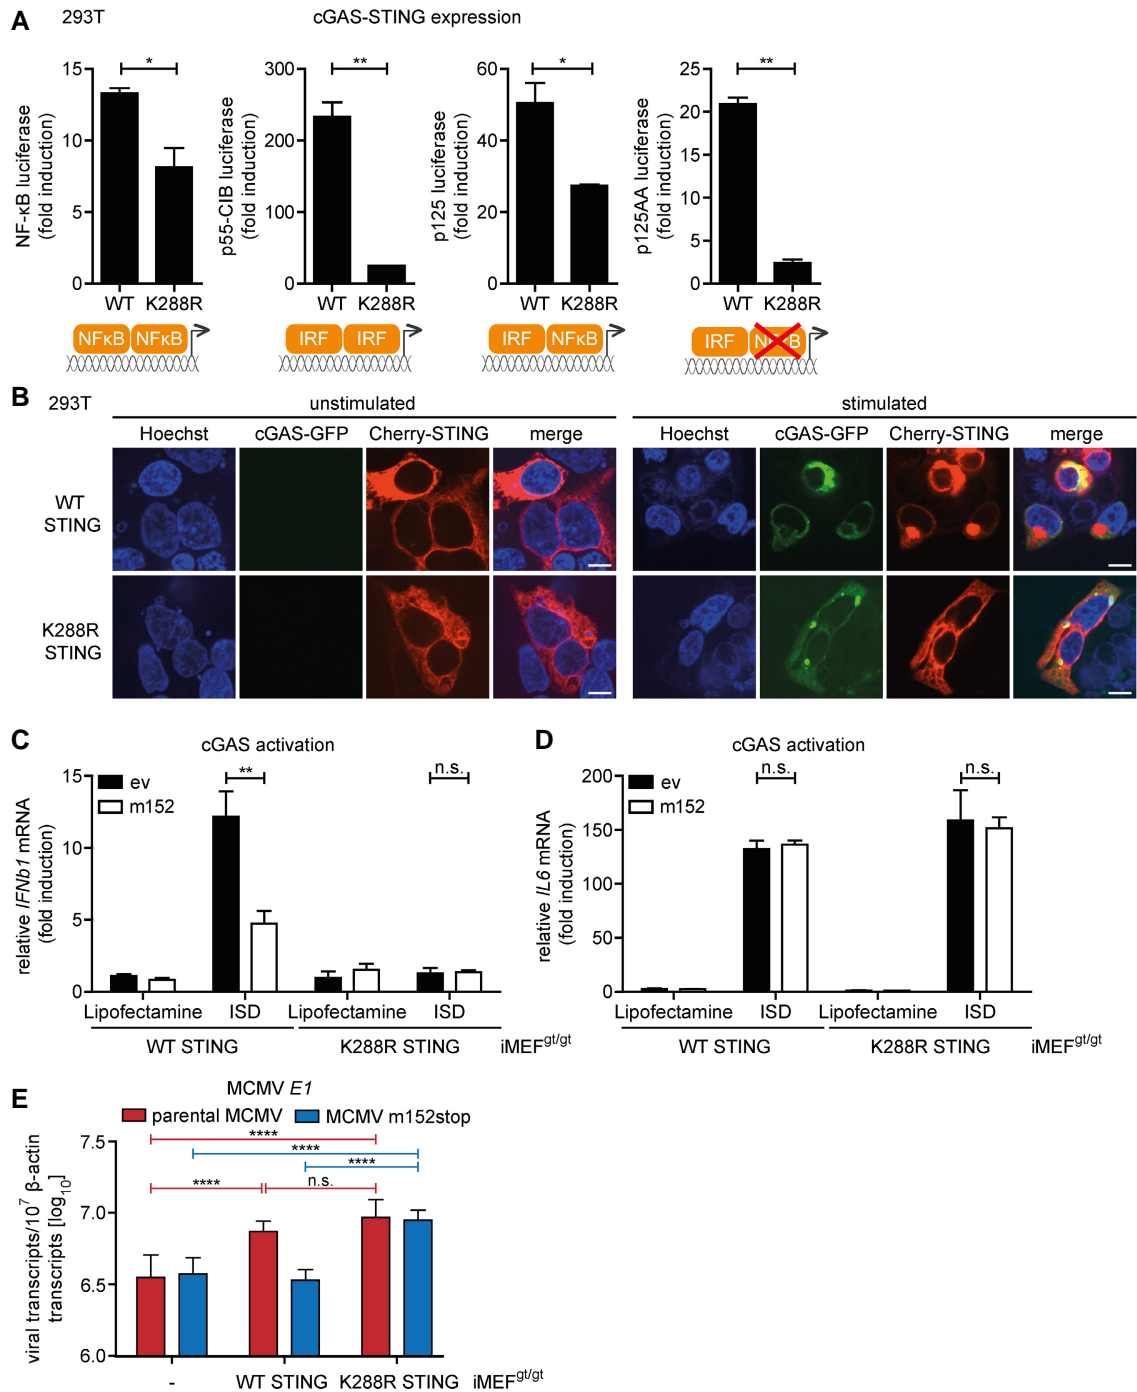 A 293T cGAS-STING expression
NF-κB luciferase
(fold induction)
15
10
5
0
*
WT K288R
NFκB NFκB
p55-CIB luciferase
(fold induction)
300
200
100
0
**
WT K288R
IRF IRF
p125 luciferase
(fold induction)
60
40
20
0
*
WT K288R
IRF NFκB
p125AA luciferase
(fold induction)
25
20
15
10
5
0
**
WT K288R
IRF NFκB
B 293T unstimulated stimulated
Hoechst cGAS-GFP Cherry-STING merge Hoechst cGAS-GFP Cherry-STING merge
WT
STING
K288R
STING
C cGAS activation
relative IFNb1 mRNA
(fold induction)
15
10
5
0
ev
m152
** n.s.
Lipofectamine ISD Lipofectamine ISD
WT STING K288R STING iMEFgt/gt
D cGAS activation
relative IL6 mRNA
(fold induction)
200
150
100
50
0
ev
m152
n.s. n.s.
Lipofectamine ISD Lipofectamine ISD
WT STING K288R STING iMEFgt/gt
E MCMV E1
parental MCMV MCMV m152stop
viral transcripts/107 β-actin
transcripts [log10]
7.5
7.0
6.5
6.0
****
****
****
**** n.s.
- WT STING K288R STING iMEFgt/gt